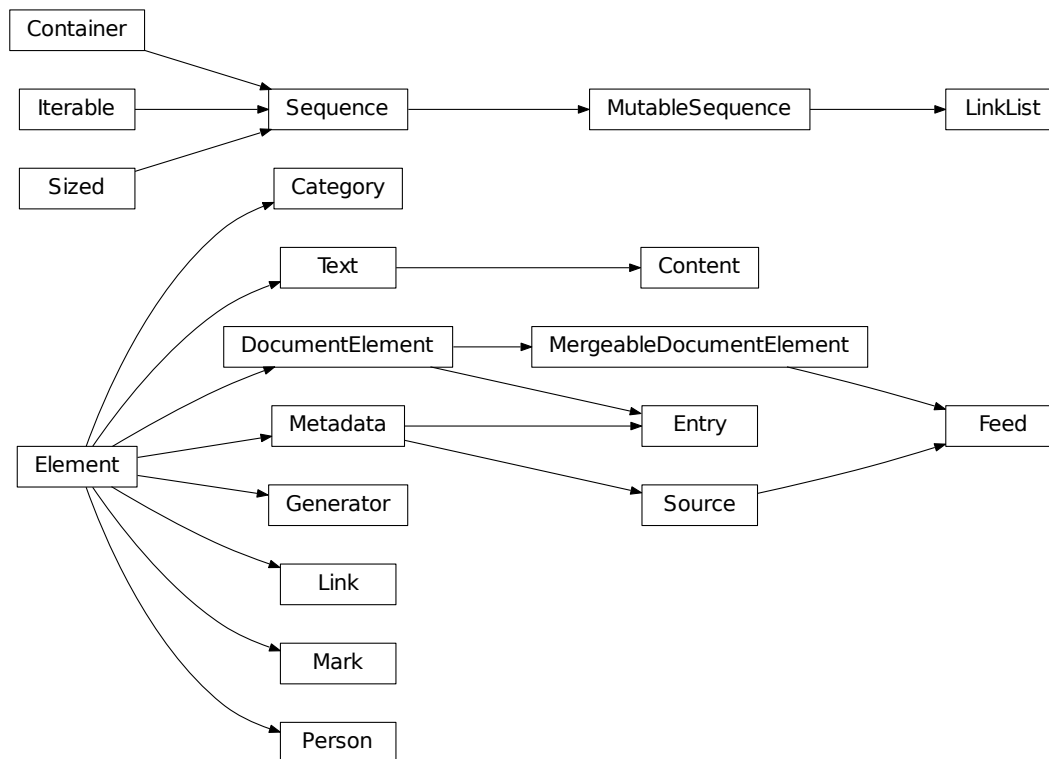 Container
Iterable
Sequence
MutableSequence
LinkList
Sized
Category
Text
Content
DocumentElement
MergeableDocumentElement
Metadata
Entry
Feed
Element
Generator
Source
Link
Mark
Person